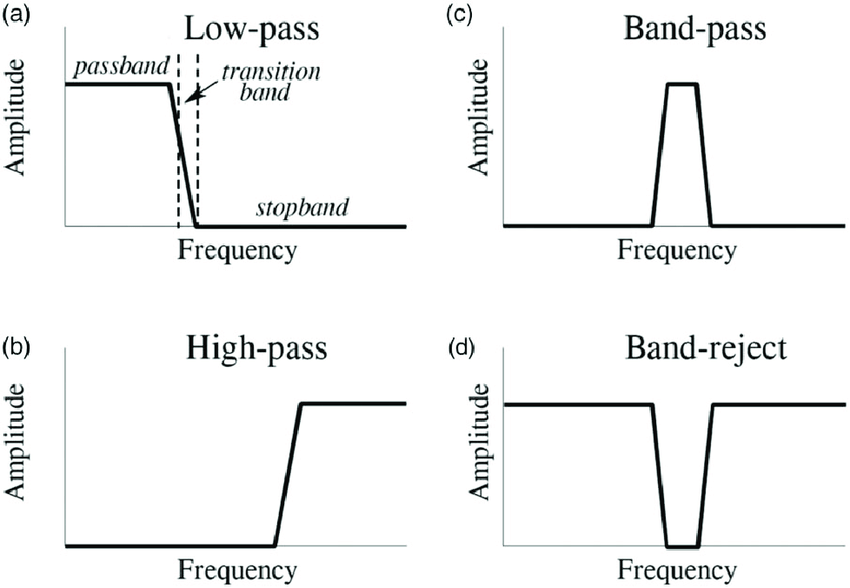 (a)
Low-pass
passband
transition
band
stopband
Amplitude
Frequency
(c)
Band-pass
Amplitude
Frequency
(b)
High-pass
Amplitude
Frequency
(d)
Band-reject
Amplitude
Frequency